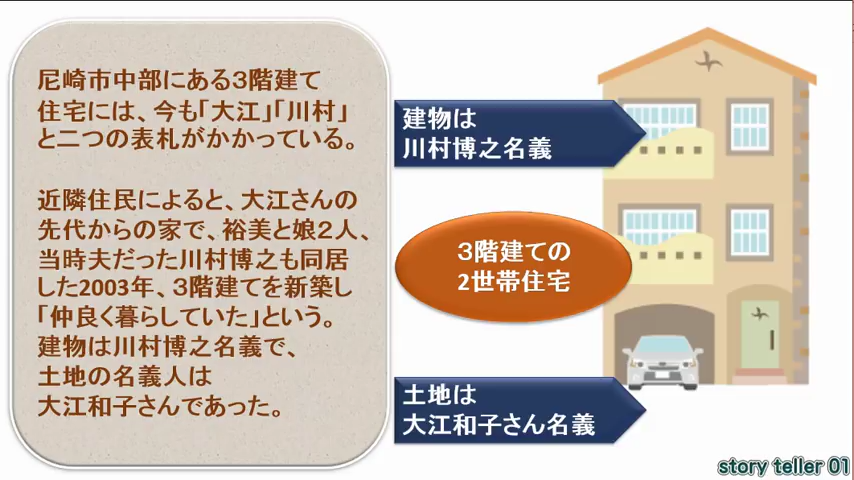 尼崎市中部にある３階建て
住宅には、今も「大江」「川村」
と二つの表札がかかっている。
近隣住民によると、大江さんの
先代からの家で、裕美と娘２人、
当時夫だった川村博之も同居
した2003年、３階建てを新築し
「仲良く暮らしていた」という。
建物は川村博之名義で、
土地の名義人は
大江和子さんであった。
建物は
川村博之名義
３階建ての
2世帯住宅
土地は
大江和子さん名義
story teller 01